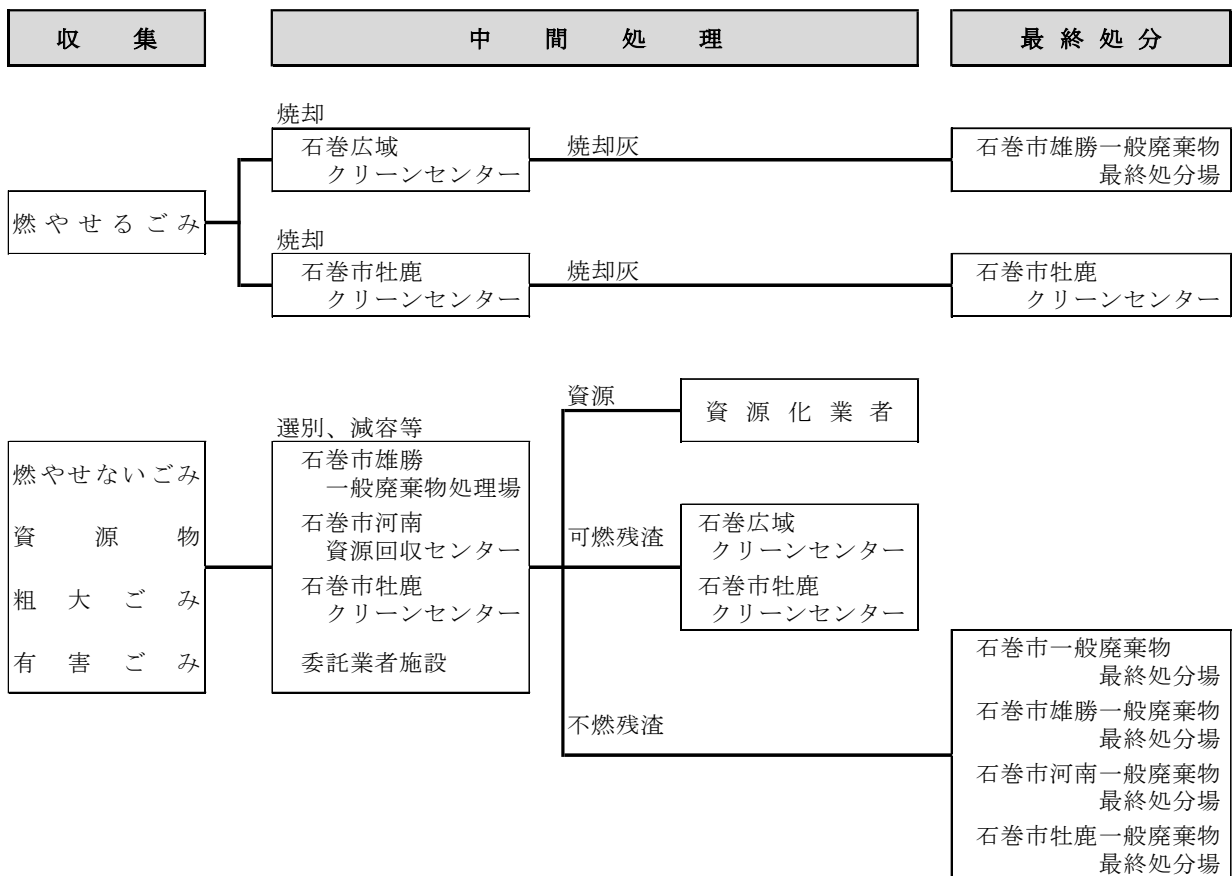 収集
中間処理
最終処分
焼却
石巻広域
クリーンセンター
焼却灰
石巻市雄勝一般廃棄物
最終処分場
燃やせるごみ
焼却
石巻市牡鹿
クリーンセンター
焼却灰
石巻市牡鹿
クリーンセンター
燃やせないごみ
資源物
粗大ごみ
有害ごみ
選別、減容等
石巻市雄勝
一般廃棄物処理場
石巻市河南
資源回収センター
石巻市牡鹿
クリーンセンター
委託業者施設
資源
資源化業者
可燃残渣
石巻広域
クリーンセンター
石巻市牡鹿
クリーンセンター
不燃残渣
石巻市一般廃棄物
最終処分場
石巻市雄勝一般廃棄物
最終処分場
石巻市河南一般廃棄物
最終処分場
石巻市牡鹿一般廃棄物
最終処分場